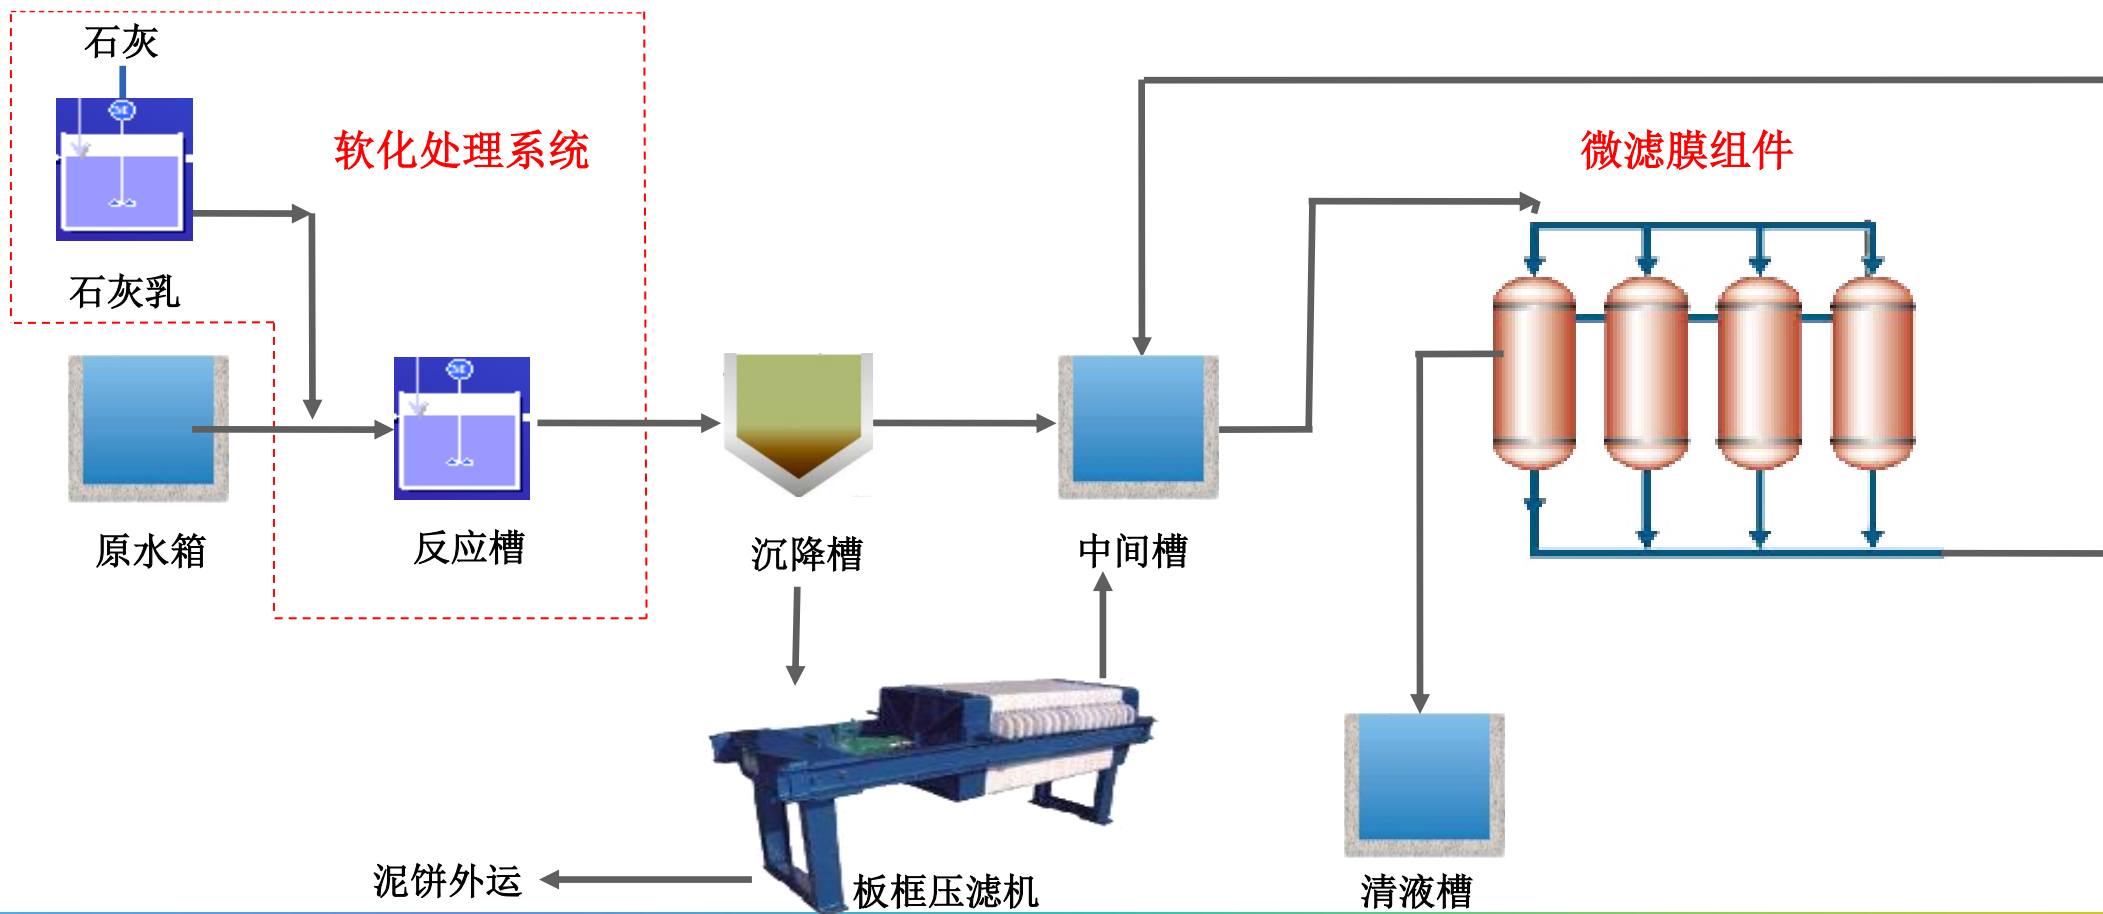 石灰
软化处理系统
微滤膜组件
石灰乳
原水箱
反应槽
沉降槽
中间槽
泥饼外运
板框压滤机
清液槽